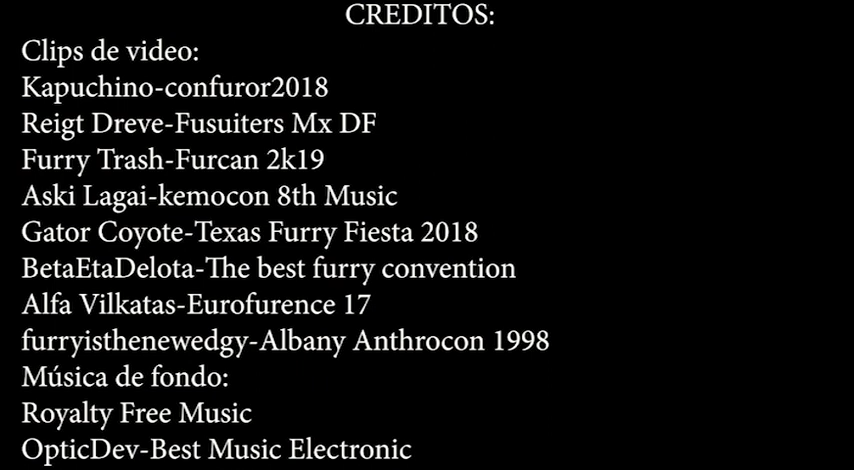 CREDITOS:
Clips de video:
Kapuchino-confuror2018
Reigt Dreve-Fusuiters Mx DF
Furry Trash-Furcan 2k19
Aski Lagai-kemocon 8th Music
Gator Coyote-Texas Furry Fiesta 2018
BetaEtaDelota-The best furry convention
Alfa Vilkatas-Eurofurence 17
furryisthenewedgy-Albany Anthrocon 1998
Música de fondo:
Royalty Free Music
OpticDev-Best Music Electronic